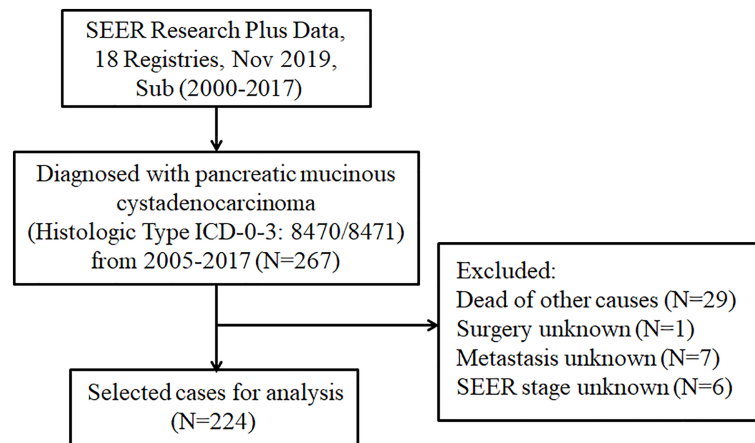 SEER Research Plus Data,
18 Registries, Nov 2019,
Sub (2000-2017)
Diagnosed with pancreatic mucinous
cystadenocarcinoma
(Histologic Type ICD-0-3: 8470/8471)
from 2005-2017 (N=267)
Excluded:
Dead of other causes (N=29)
Surgery unknown (N=1)
Metastasis unknown (N=7)
SEER stage unknown (N=6)
Selected cases for analysis
(N=224)